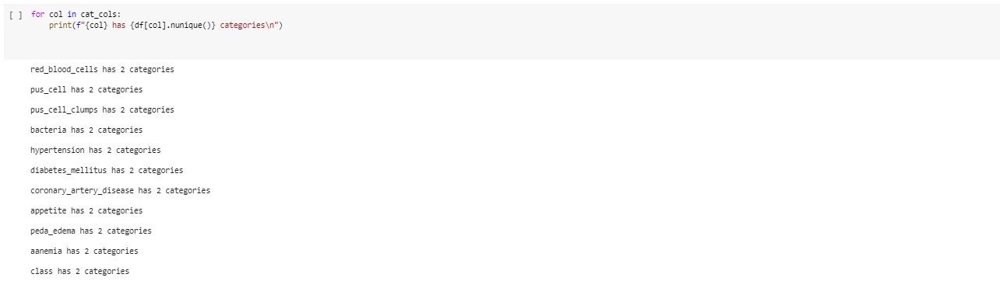 [ ] for col in cat_cols:
    print(f"{col} has {df[col].nunique()} categories\n")
red_blood_cells has 2 categories
pus_cell has 2 categories
pus_cell_clumps has 2 categories
bacteria has 2 categories
hypertension has 2 categories
diabetes_mellitus has 2 categories
coronary_artery_disease has 2 categories
appetite has 2 categories
peda_edema has 2 categories
aanemia has 2 categories
class has 2 categories